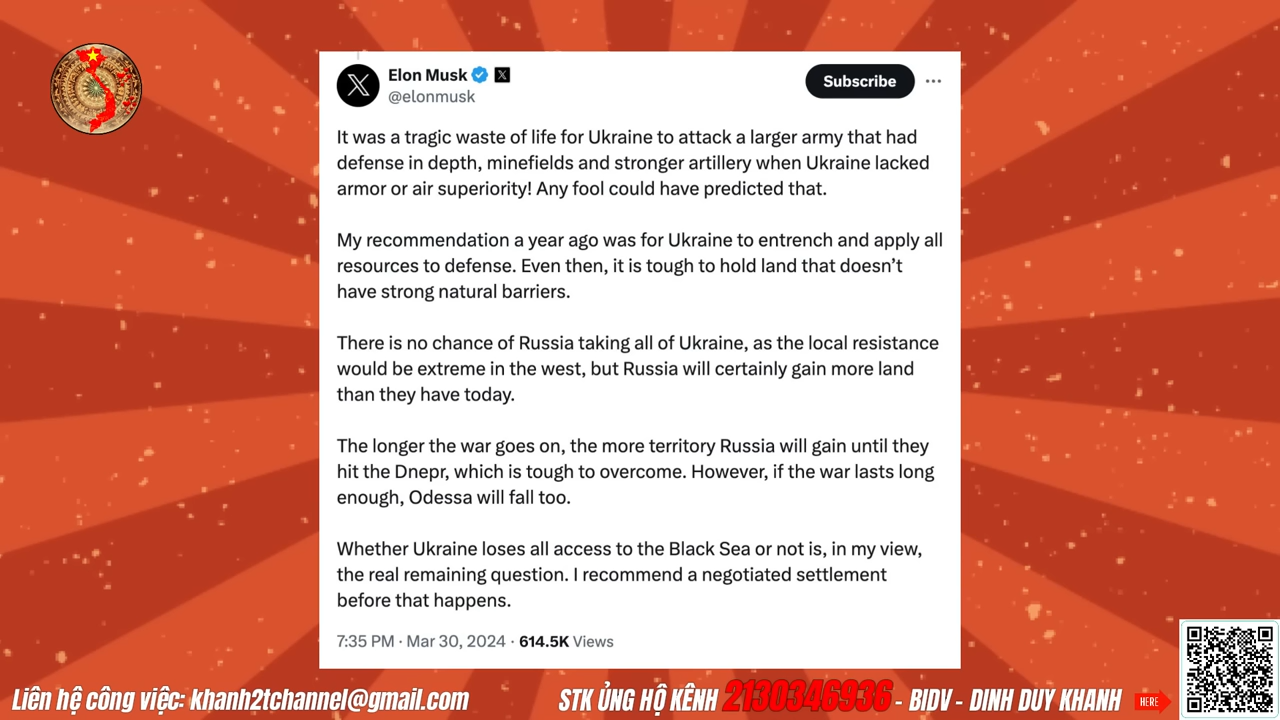 Elon Musk
@elonmusk
Subscribe
It was a tragic waste of life for Ukraine to attack a larger army that had
defense in depth, minefields and stronger artillery when Ukraine lacked
armor or air superiority! Any fool could have predicted that.
My recommendation a year ago was for Ukraine to entrench and apply all
resources to defense. Even then, it is tough to hold land that doesn’t
have strong natural barriers.
There is no chance of Russia taking all of Ukraine, as the local resistance
would be extreme in the west, but Russia will certainly gain more land
than they have today.
The longer the war goes on, the more territory Russia will gain until they
hit the Dnepr, which is tough to overcome. However, if the war lasts long
enough, Odessa will fall too.
Whether Ukraine loses all access to the Black Sea or not is, in my view,
the real remaining question. I recommend a negotiated settlement
before that happens.
7:35 PM · Mar 30, 2024 · 614.5K Views
Liên hệ công việc: khanh2tchannel@gmail.com
STK ỦNG HỘ KÊNH 2130346936 - BIDV - DINH DUY KHANH
HERE